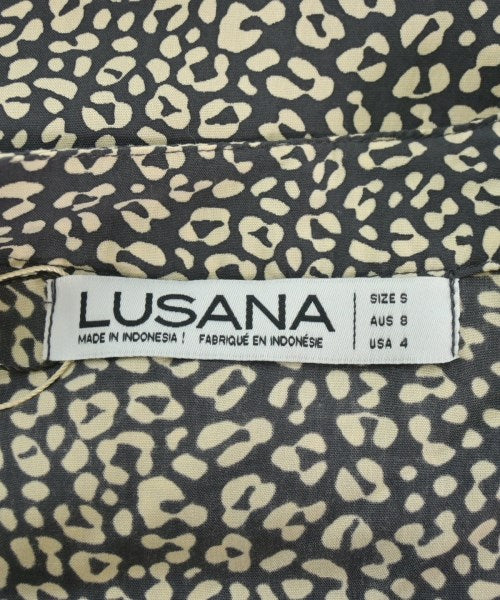 LUSANA
MADE IN INDONESIA | FABRIQUÉ EN INDONÉSIE
SIZE S
AUS 8
USA 4